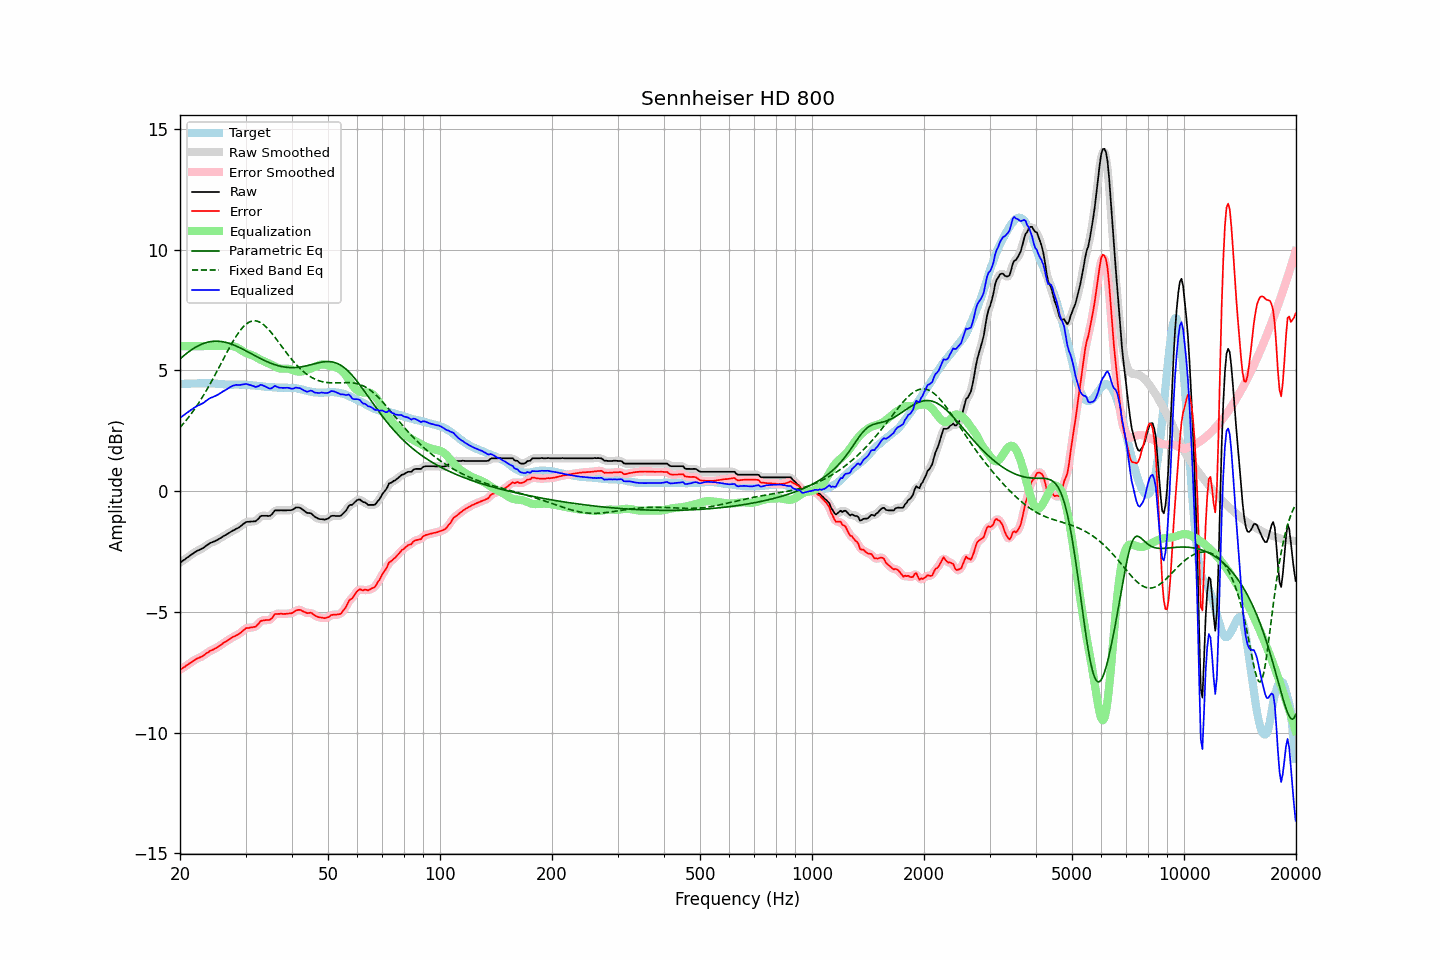 Sennheiser HD 800
Amplitude (dBr)
15
10
5
0
−5
−10
−15
Target
Raw Smoothed
Error Smoothed
Raw
Error
Equalization
Parametric Eq
Fixed Band Eq
Equalized
20 50 100 200 500 1000 2000 5000 10000 20000
Frequency (Hz)